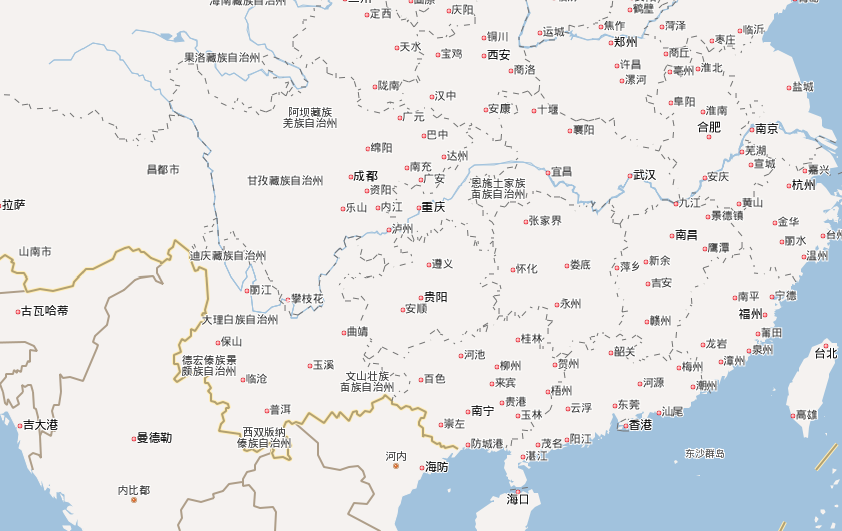 海南藏族自治州
定西
庆阳
鹤壁
焦作
菏泽
运城
铜川
郑州
枣庄
临沂
天水
宝鸡
西安
商丘
果洛藏族自治州
商洛
许昌
亳州
淮北
漯河
陇南
汉中
盐城
阿坝藏族
羌族自治州
广元
安康
十堰
阜阳
淮南
合肥
南京
襄阳
巴中
绵阳
达州
芜湖
宣城
昌都市
甘孜藏族自治州
成都
南充
广安
宜昌
武汉
安庆
嘉兴
杭州
恩施土家族
苗族自治州
资阳
拉萨
乐山
内江
重庆
九江
黄山
景德镇
张家界
金华
泸州
南昌
台州
丽水
鹰潭
山南市
迪庆藏族自治州
温州
遵义
怀化
娄底
萍乡
新余
吉安
丽江
攀枝花
贵阳
安顺
永州
南平
宁德
福州
古瓦哈蒂
大理白族自治州
赣州
曲靖
桂林
莆田
保山
龙岩
泉州
台北
德宏傣族景
颇族自治州
河池
韶关
漳州
玉溪
柳州
贺州
梅州
临沧
文山壮族
苗族自治州
百色
来宾
河源
潮州
梧州
贵港
普洱
南宁
玉林
云浮
东莞
汕尾
高雄
吉大港
崇左
香港
曼德勒
西双版纳
傣族自治州
防城港
茂名
阳江
河内
湛江
东沙群岛
海防
内比都
海口